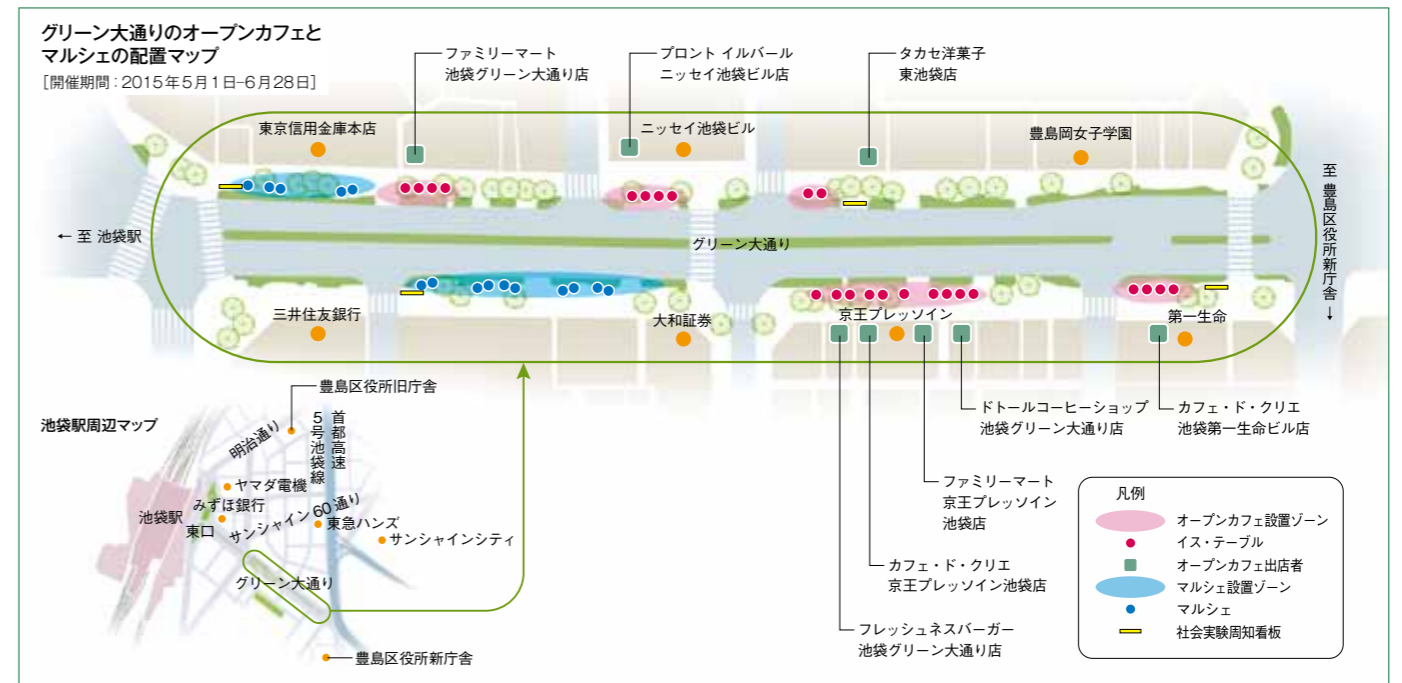 グリーン大通りのオープンカフェと
マルシェの配置マップ
[開催期間:2015年5月1日–6月28日]
ファミリーマート
池袋グリーン大通り店
プロント イルバール
ニッセイ池袋ビル店
タカセ洋菓子
東池袋店
東京信用金庫本店
ニッセイ池袋ビル
豊島岡女子学園
← 至 池袋駅
グリーン大通り
至 豊島区役所新庁舎 →
三井住友銀行
大和証券
京王プレッソイン
第一生命
ドトールコーヒーショップ
池袋グリーン大通り店
カフェ・ド・クリエ
池袋第一生命ビル店
ファミリーマート
京王プレッソイン
池袋店
カフェ・ド・クリエ
京王プレッソイン池袋店
フレッシュネスバーガー
池袋グリーン大通り店
池袋駅周辺マップ
豊島区役所旧庁舎
明治通り
首都高速
5号池袋線
ヤマダ電機
みずほ銀行
池袋駅
東口
サンシャイン60通り
東急ハンズ
サンシャインシティ
グリーン大通り
豊島区役所新庁舎
凡例
オープンカフェ設置ゾーン
イス・テーブル
オープンカフェ出店者
マルシェ設置ゾーン
マルシェ
社会実験周知看板